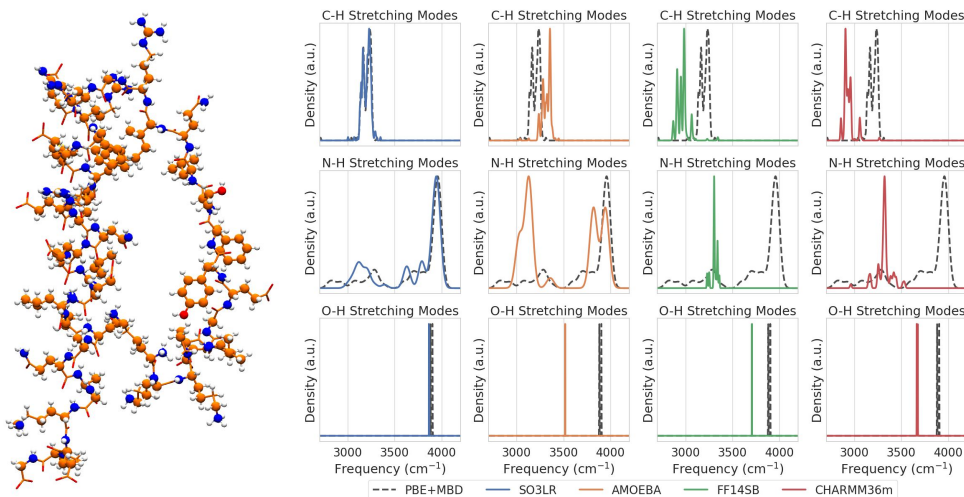 C-H Stretching Modes
C-H Stretching Modes
C-H Stretching Modes
C-H Stretching Modes
Density (a.u.)
Density (a.u.)
Density (a.u.)
Density (a.u.)
N-H Stretching Modes
N-H Stretching Modes
N-H Stretching Modes
N-H Stretching Modes
Density (a.u.)
Density (a.u.)
Density (a.u.)
Density (a.u.)
O-H Stretching Modes
O-H Stretching Modes
O-H Stretching Modes
O-H Stretching Modes
Density (a.u.)
Density (a.u.)
Density (a.u.)
Density (a.u.)
3000 3500 4000
3000 3500 4000
3000 3500 4000
3000 3500 4000
Frequency (cm⁻¹)
Frequency (cm⁻¹)
Frequency (cm⁻¹)
Frequency (cm⁻¹)
PBE+MBD SO3LR AMOEBA FF14SB CHARMM36m